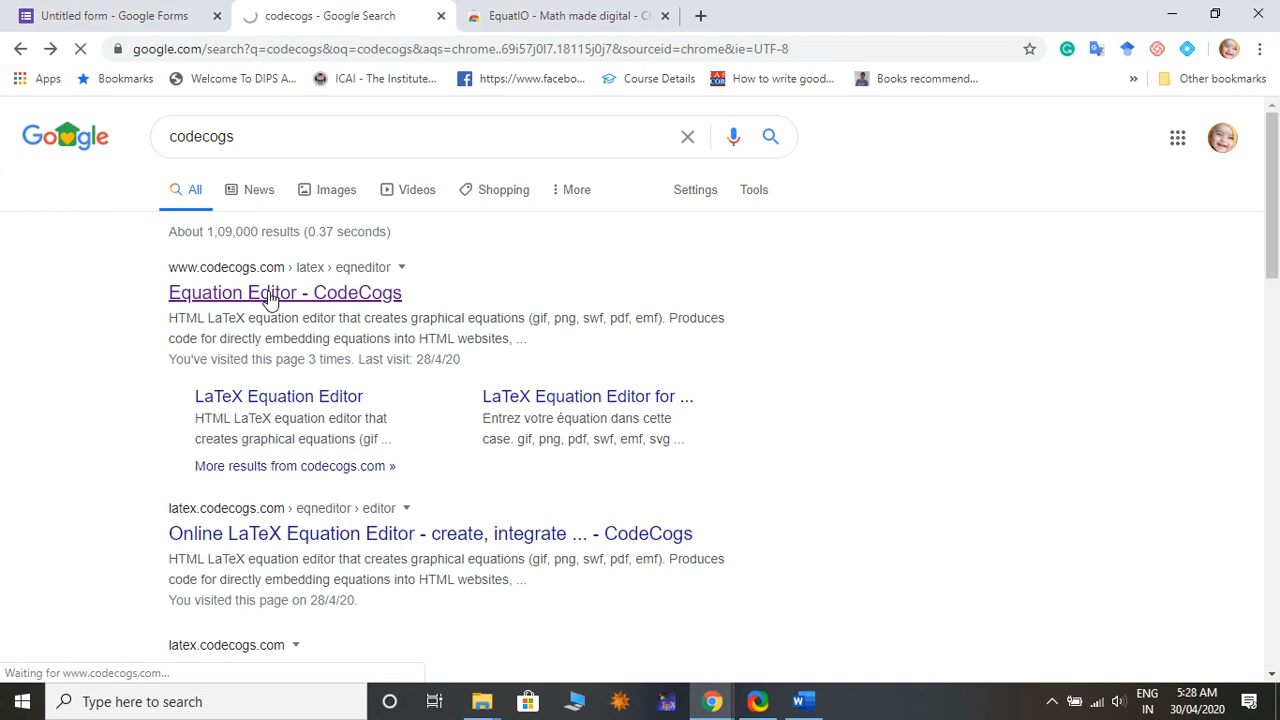 Untitled form - Google Forms
codecogs - Google Search
EquatIO - Math made digital - Ch
google.com/search?q=codecogs&oq=codecogs&aqs=chrome..69i57j0l7.18115j0j7&sourceid=chrome&ie=UTF-8
Apps Bookmarks Welcome To DIPS A... ICAI - The Institute... https://www.facebo... Course Details How to write good... Books recommend... » Other bookmarks
Google
codecogs
All News Images Videos Shopping More Settings Tools
About 1,09,000 results (0.37 seconds)
www.codecogs.com › latex › eqneditor
Equation Editor - CodeCogs
HTML LaTeX equation editor that creates graphical equations (gif, png, swf, pdf, emf). Produces
code for directly embedding equations into HTML websites, ...
You've visited this page 3 times. Last visit: 28/4/20
LaTeX Equation Editor
HTML LaTeX equation editor that
creates graphical equations (gif ...
LaTeX Equation Editor for ...
Entrez votre équation dans cette
case. gif, png, pdf, swf, emf, svg ...
More results from codecogs.com »
latex.codecogs.com › eqneditor › editor
Online LaTeX Equation Editor - create, integrate ... - CodeCogs
HTML LaTeX equation editor that creates graphical equations (gif, png, swf, pdf, emf). Produces
code for directly embedding equations into HTML websites, ...
You visited this page on 28/4/20.
latex.codecogs.com
Waiting for www.codecogs.com...
Type here to search
ENG
IN
5:28 AM
30/04/2020